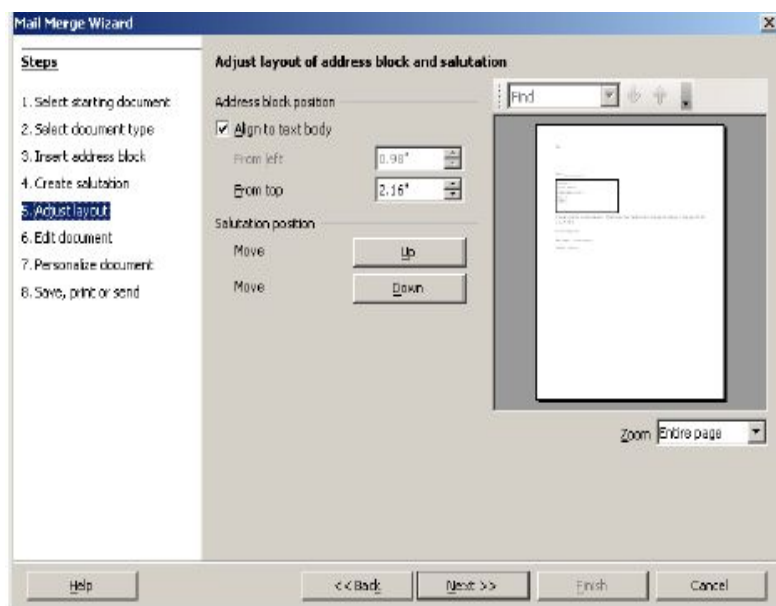 Mail Merge Wizard
Steps
1. Select starting document
2. Select document type
3. Insert address block
4. Create salutation
5. Adjust layout
6. Edit document
7. Personalize document
8. Save, print or send
Adjust layout of address block and salutation
Address block position
Align to text body
From left 0.98"
From top 2.16"
Salutation position
Move Up
Move Down
Find
Zoom Entire page
Help << Back Next >> Finish Cancel